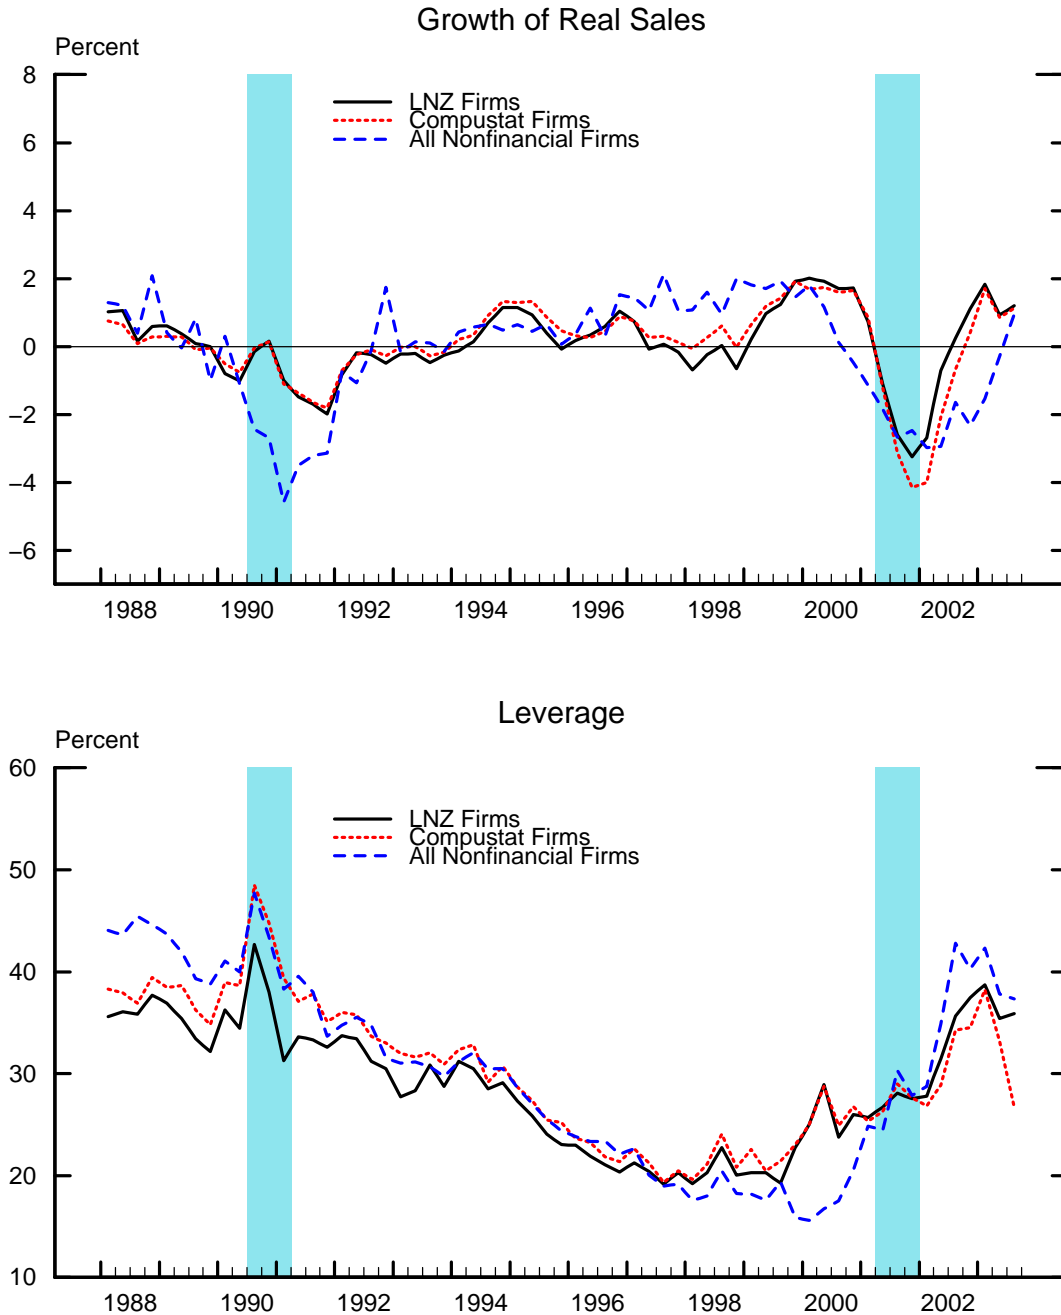 Growth of Real Sales
Percent
8
LNZ Firms
Compustat Firms
All Nonfinancial Firms
6
4
2
0
−2
−4
−6
1988 1990 1992 1994 1996 1998 2000 2002
Leverage
Percent
60
LNZ Firms
Compustat Firms
All Nonfinancial Firms
50
40
30
20
10
1988 1990 1992 1994 1996 1998 2000 2002